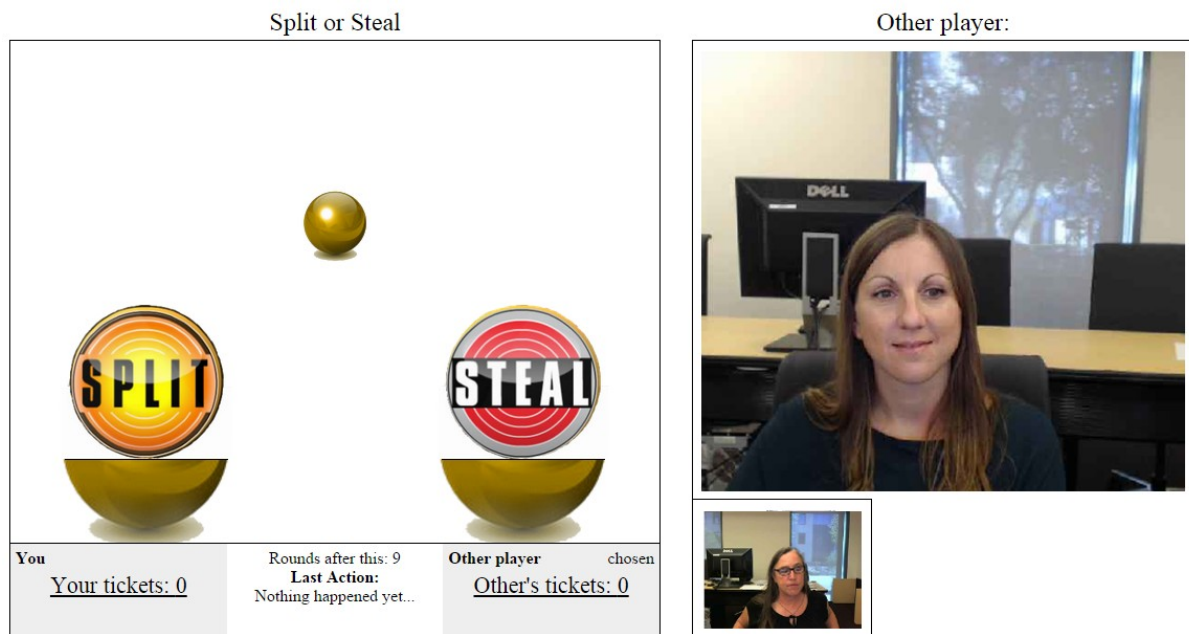 Split or Steal
Other player:
DELL
SPLIT
STEAL
You
Your tickets: 0
Rounds after this: 9
Last Action:
Nothing happened yet...
Other player chosen
Other's tickets: 0